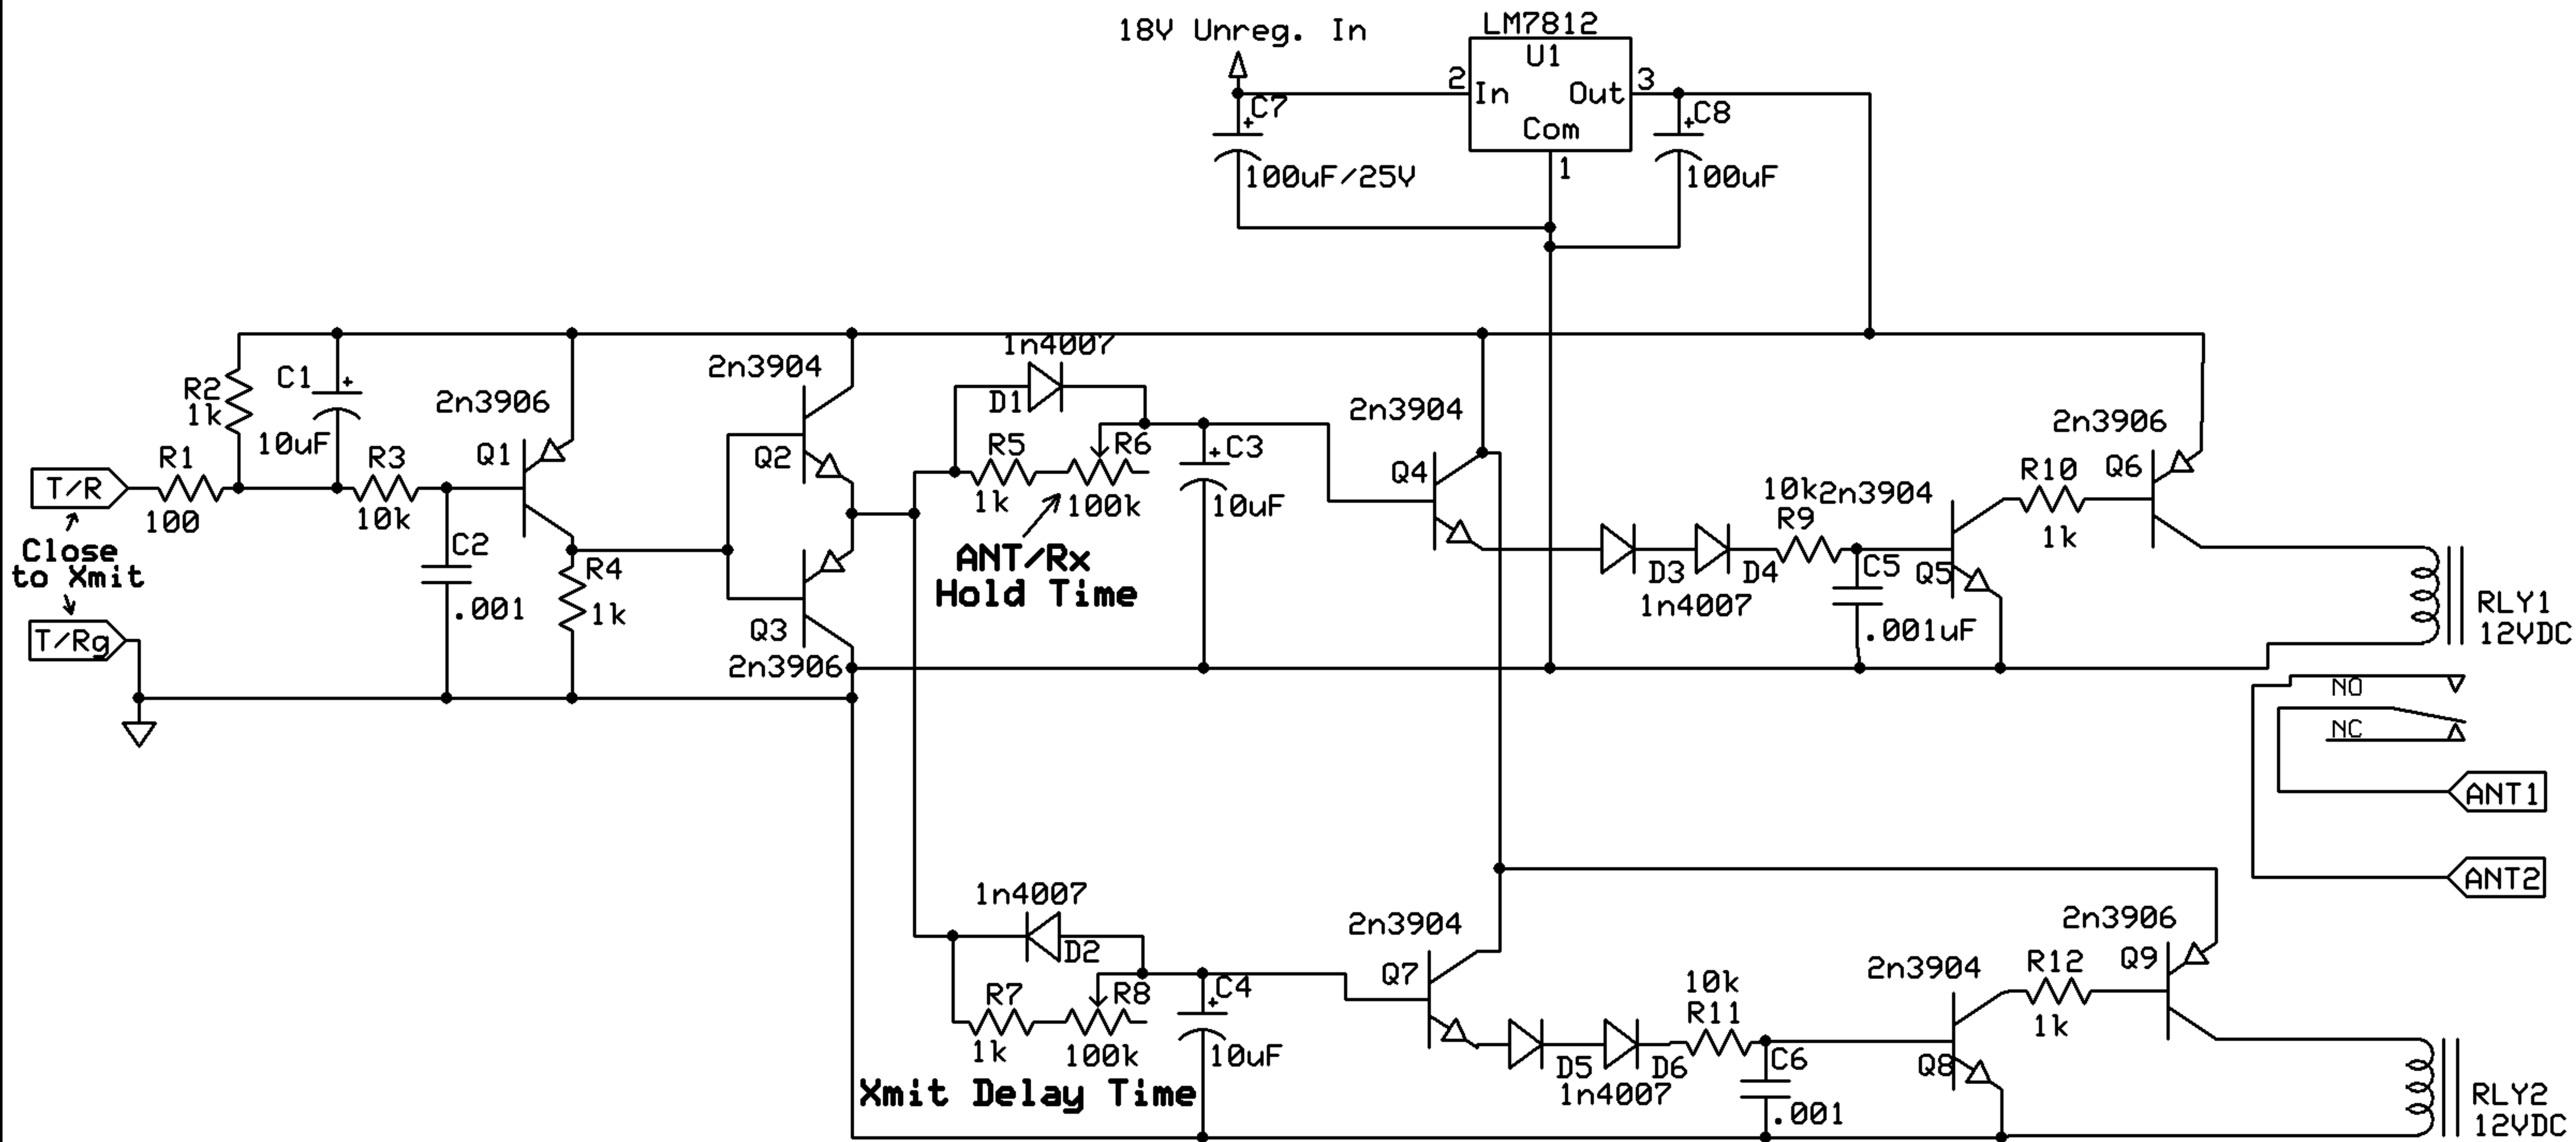 18V Unreg. In
LM7812
U1
2
In
Out
3
Com
1
C7
+
100uF/25V
C8
+
100uF
R2
1k
C1
+
10uF
2n3906
Q1
R1
100
R3
10k
T/R
Close
to Xmit
T/Rg
C2
.001
R4
1k
2n3904
Q2
Q3
2n3906
1n4007
D1
R5
1k
R6
100k
ANT/Rx
Hold Time
C3
+
10uF
2n3904
Q4
D3
D4
1n4007
10k
R9
2n3904
C5
.001uF
Q5
R10
1k
2n3906
Q6
RLY1
12VDC
NO
NC
ANT1
ANT2
1n4007
D2
R7
1k
R8
100k
Xmit Delay Time
C4
+
10uF
2n3904
Q7
D5
D6
1n4007
10k
R11
C6
.001
2n3904
Q8
R12
1k
2n3906
Q9
RLY2
12VDC